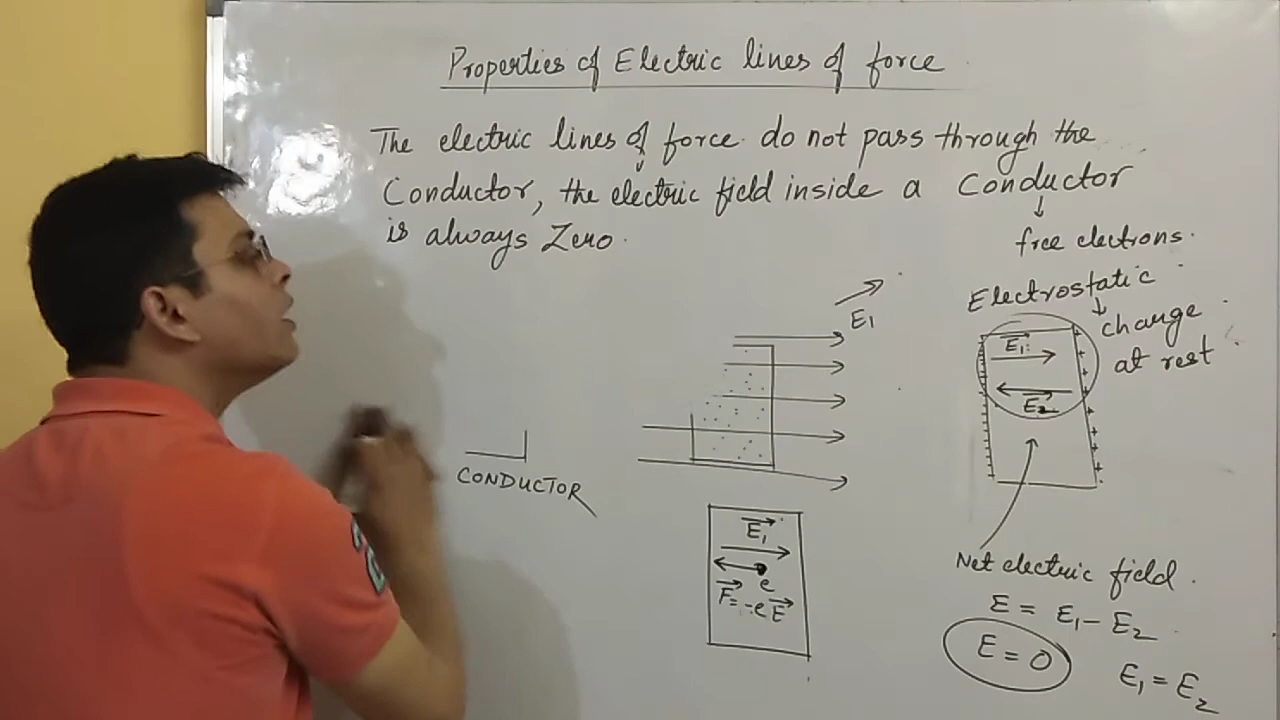 Properties of Electric lines of force
The electric lines of force do not pass through the
Conductor, the electric field inside a Conductor
is always Zero.
free electrons.
Electrostatic
charge
at rest
E1
E1
E2
CONDUCTOR
E1
e
F = -eE
Net electric field.
E = E1 - E2
E = 0
E1 = E2